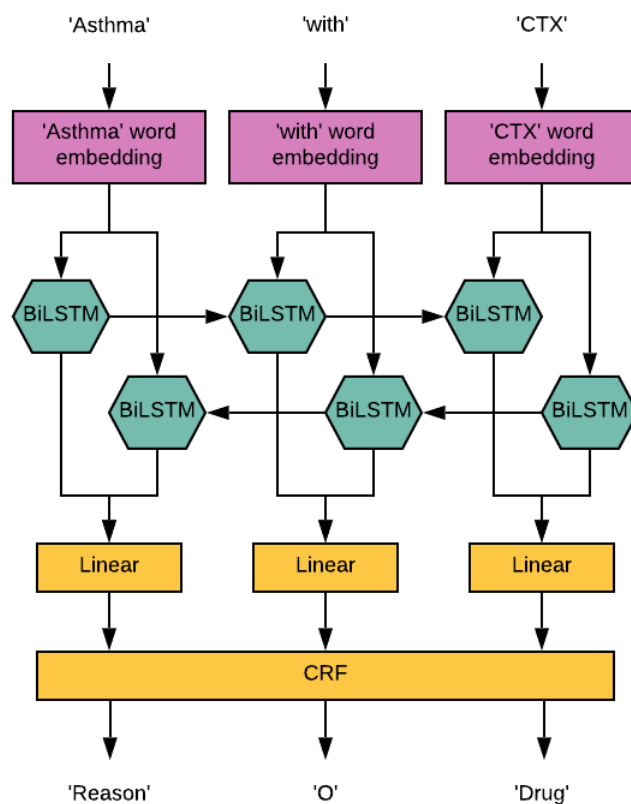 'Asthma' 'with' 'CTX'
'Asthma' word 'with' word 'CTX' word
embedding embedding embedding
BiLSTM BiLSTM BiLSTM
BiLSTM BiLSTM BiLSTM
Linear Linear Linear
CRF
'Reason' 'O' 'Drug'